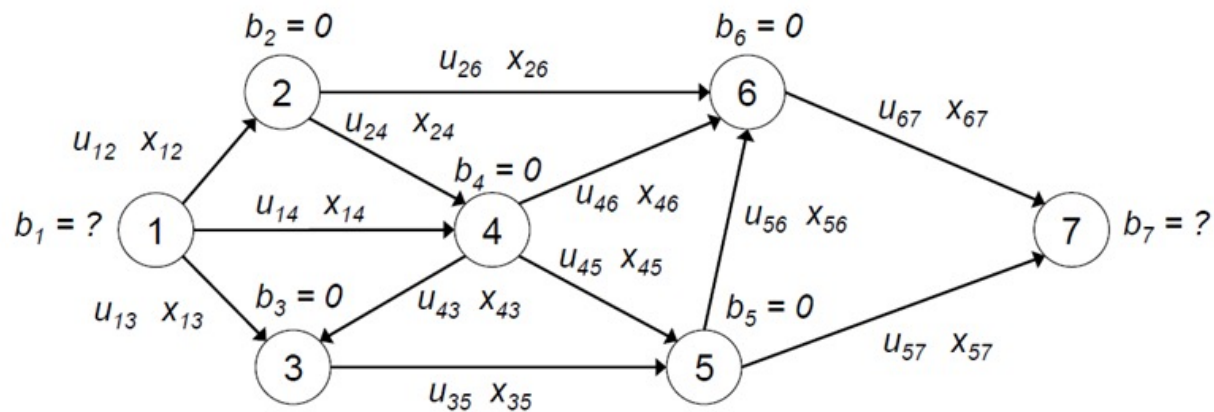 b₂ = 0
b₆ = 0
u₂₆ x₂₆
2
6
u₆₇ x₆₇
u₂₄ x₂₄
u₁₂ x₁₂
b₄ = 0
u₄₆ x₄₆
b₁ = ?
1
u₁₄ x₁₄
4
u₅₆ x₅₆
7
b₇ = ?
u₄₅ x₄₅
u₁₃ x₁₃
b₃ = 0
u₄₃ x₄₃
b₅ = 0
3
5
u₅₇ x₅₇
u₃₅ x₃₅